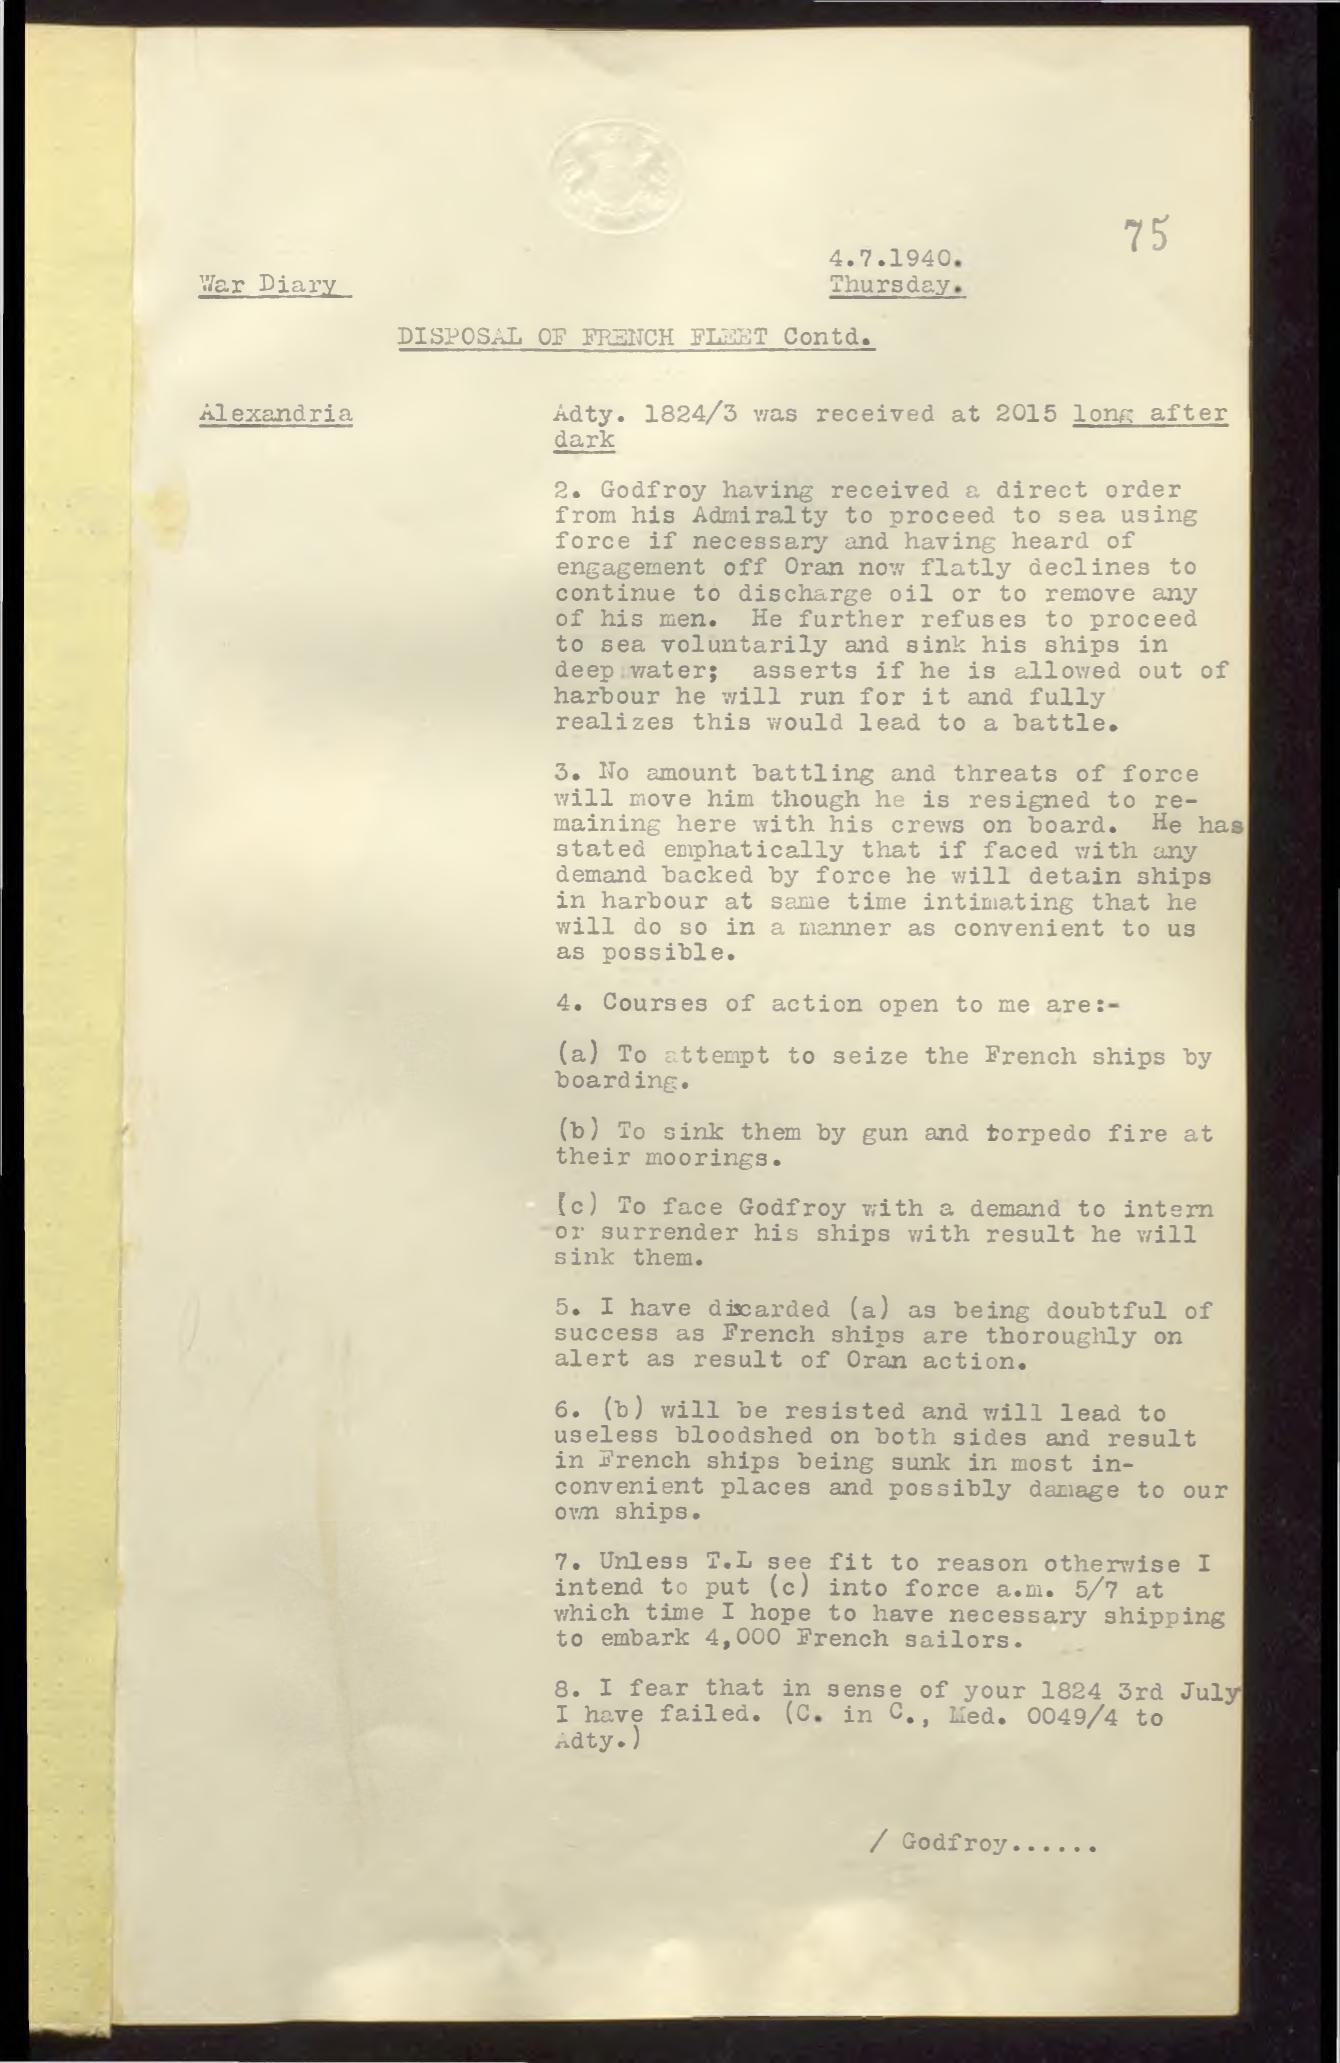 75
4.7.1940.
War Diary
Thursday.
DISPOSAL OF FRENCH FLEET Contd.
Alexandria
Adty. 1824/3 was received at 2015 long after
dark
2. Godfroy having received a direct order
from his Admiralty to proceed to sea using
force if necessary and having heard of
engagement off Oran now flatly declines to
continue to discharge oil or to remove any
of his men. He further refuses to proceed
to sea voluntarily and sink his ships in
deep water; asserts if he is allowed out of
harbour he will run for it and fully
realizes this would lead to a battle.
3. No amount battling and threats of force
will move him though he is resigned to re-
maining here with his crews on board. He has
stated emphatically that if faced with any
demand backed by force he will detain ships
in harbour at same time intimating that he
will do so in a manner as convenient to us
as possible.
4. Courses of action open to me are:-
(a) To attempt to seize the French ships by
boarding.
(b) To sink them by gun and torpedo fire at
their moorings.
(c) To face Godfroy with a demand to intern
or surrender his ships with result he will
sink them.
5. I have discarded (a) as being doubtful of
success as French ships are thoroughly on
alert as result of Oran action.
6. (b) will be resisted and will lead to
useless bloodshed on both sides and result
in French ships being sunk in most in-
convenient places and possibly damage to our
own ships.
7. Unless T.L see fit to reason otherwise I
intend to put (c) into force a.m. 5/7 at
which time I hope to have necessary shipping
to embark 4,000 French sailors.
8. I fear that in sense of your 1824 3rd July
I have failed. (C. in C., Med. 0049/4 to
Adty.)
/ Godfroy......